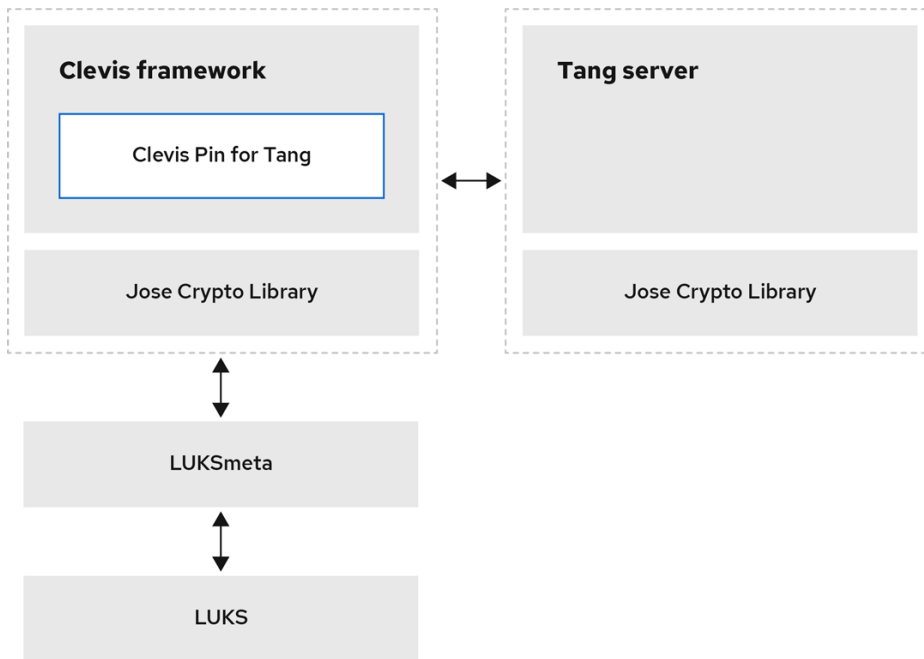 Clevis framework
Clevis Pin for Tang
Jose Crypto Library
Tang server
Jose Crypto Library
LUKSmeta
LUKS